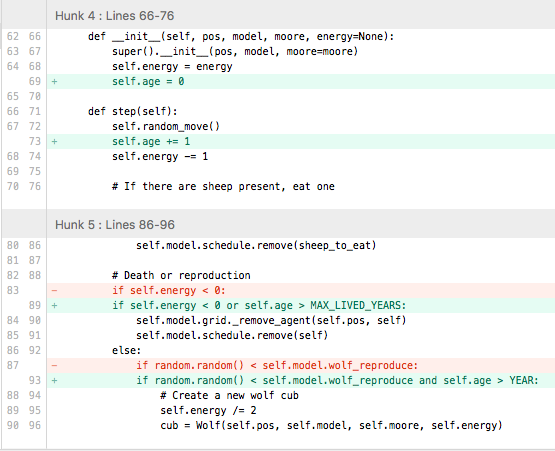 Hunk 4 : Lines 66-76
62 66 def __init__(self, pos, model, moore, energy=None):
63 67 super().__init__(pos, model, moore=moore)
64 68 self.energy = energy
69 + self.age = 0
65 70
66 71 def step(self):
67 72 self.random_move()
73 + self.age += 1
68 74 self.energy -= 1
69 75
70 76 # If there are sheep present, eat one
Hunk 5 : Lines 86-96
80 86 self.model.schedule.remove(sheep_to_eat)
81 87
82 88 # Death or reproduction
83 - if self.energy < 0:
89 + if self.energy < 0 or self.age > MAX_LIVED_YEARS:
84 90 self.model.grid._remove_agent(self.pos, self)
85 91 self.model.schedule.remove(self)
86 92 else:
87 - if random.random() < self.model.wolf_reproduce:
93 + if random.random() < self.model.wolf_reproduce and self.age > YEAR:
88 94 # Create a new wolf cub
89 95 self.energy /= 2
90 96 cub = Wolf(self.pos, self.model, self.moore, self.energy)